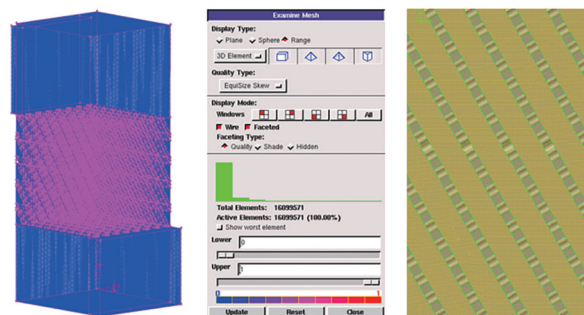 Examine Mesh
Display Type:
Plane Sphere Range
3D Element
Quality Type:
EquiSize Skew
Display Mode:
Windows All
Wire Faceted
Faceting Type:
Quality Shade Hidden
Total Elements: 16099571
Active Elements: 16099571 (100.00%)
Show worst element
Lower 0
Upper 1
0 1
Update Reset Close